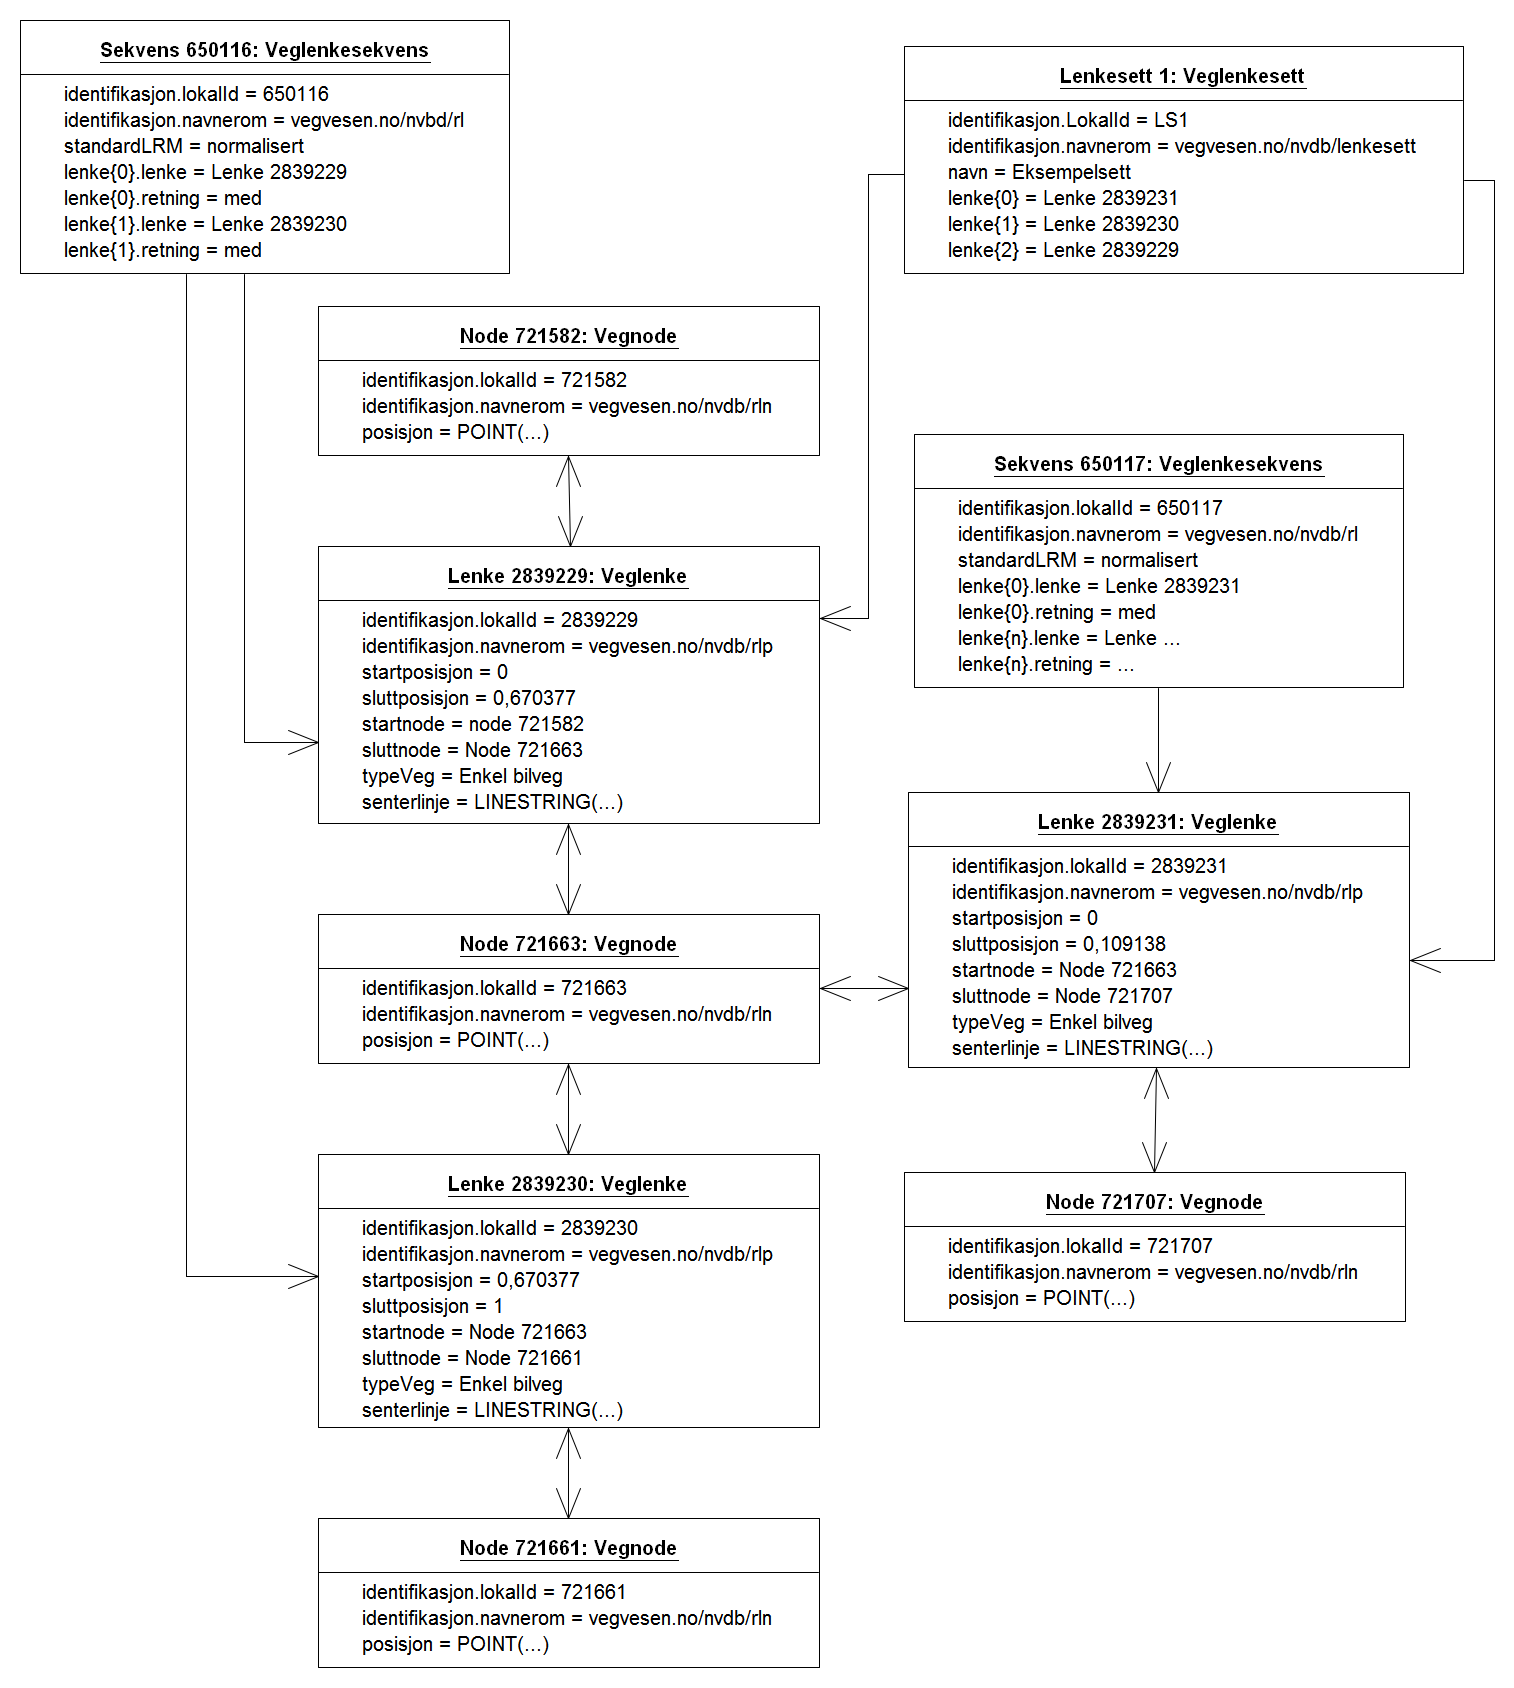 Sekvens 650116: Veglenkesekvens
identifikasjon.lokalId = 650116
identifikasjon.navnerom = vegvesen.no/nvbd/rl
standardLRM = normalisert
lenke{0}.lenke = Lenke 2839229
lenke{0}.retning = med
lenke{1}.lenke = Lenke 2839230
lenke{1}.retning = med
Lenkesett 1: Veglenkesett
identifikasjon.LokalId = LS1
identifikasjon.navnerom = vegvesen.no/nvdb/lenkesett
navn = Eksempelsett
lenke{0} = Lenke 2839231
lenke{1} = Lenke 2839230
lenke{2} = Lenke 2839229
Node 721582: Vegnode
identifikasjon.lokalId = 721582
identifikasjon.navnerom = vegvesen.no/nvdb/rln
posisjon = POINT(...)
Sekvens 650117: Veglenkesekvens
identifikasjon.lokalId = 650117
identifikasjon.navnerom = vegvesen.no/nvdb/rl
standardLRM = normalisert
lenke{0}.lenke = Lenke 2839231
lenke{0}.retning = med
lenke{n}.lenke = Lenke ...
lenke{n}.retning = ...
Lenke 2839229: Veglenke
identifikasjon.lokalId = 2839229
identifikasjon.navnerom = vegvesen.no/nvdb/rlp
startposisjon = 0
sluttposisjon = 0,670377
startnode = node 721582
sluttnode = Node 721663
typeVeg = Enkel bilveg
senterlinje = LINESTRING(...)
Lenke 2839231: Veglenke
identifikasjon.lokalId = 2839231
identifikasjon.navnerom = vegvesen.no/nvdb/rlp
startposisjon = 0
sluttposisjon = 0,109138
startnode = Node 721663
sluttnode = Node 721707
typeVeg = Enkel bilveg
senterlinje = LINESTRING(...)
Node 721663: Vegnode
identifikasjon.lokalId = 721663
identifikasjon.navnerom = vegvesen.no/nvdb/rln
posisjon = POINT(...)
Lenke 2839230: Veglenke
identifikasjon.lokalId = 2839230
identifikasjon.navnerom = vegvesen.no/nvdb/rlp
startposisjon = 0,670377
sluttposisjon = 1
startnode = Node 721663
sluttnode = Node 721661
typeVeg = Enkel bilveg
senterlinje = LINESTRING(...)
Node 721707: Vegnode
identifikasjon.lokalId = 721707
identifikasjon.navnerom = vegvesen.no/nvdb/rln
posisjon = POINT(...)
Node 721661: Vegnode
identifikasjon.lokalId = 721661
identifikasjon.navnerom = vegvesen.no/nvdb/rln
posisjon = POINT(...)